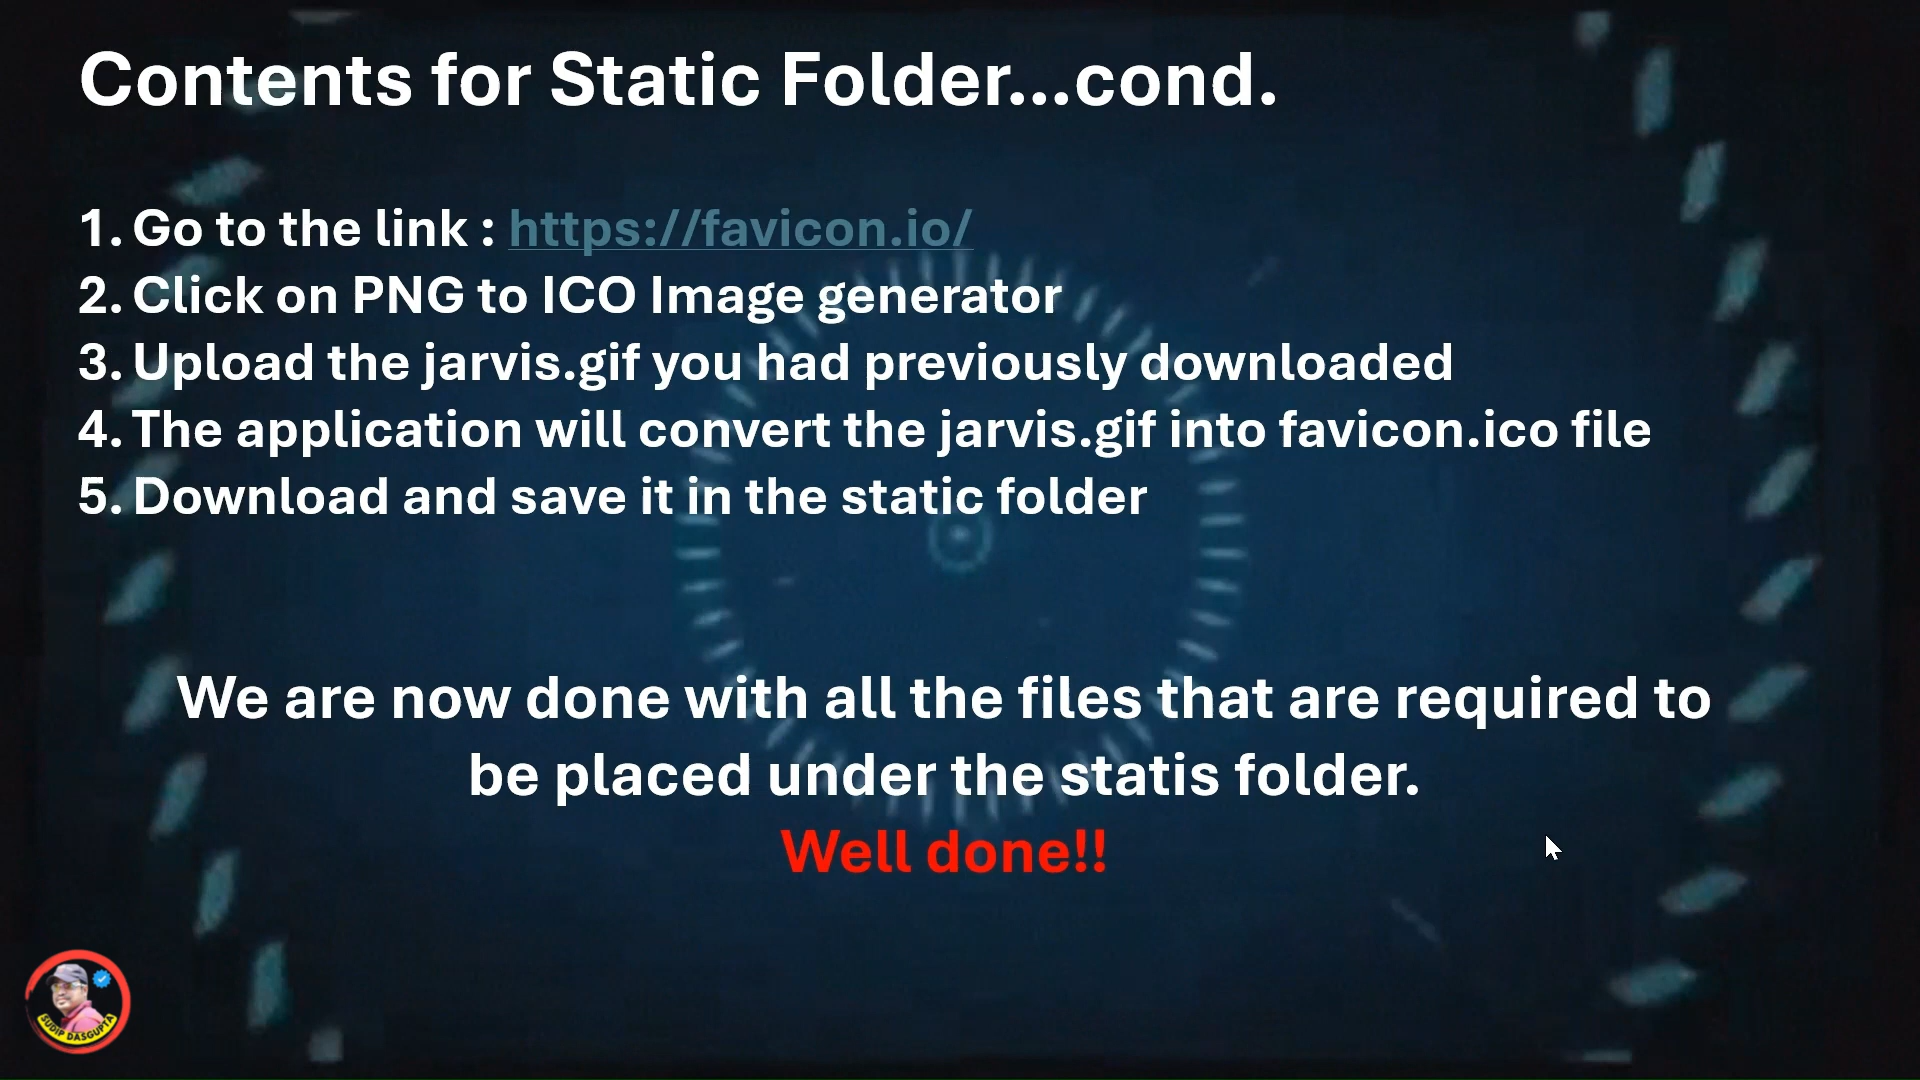 Contents for Static Folder...cond.
1. Go to the link : https://favicon.io/
2. Click on PNG to ICO Image generator
3. Upload the jarvis.gif you had previously downloaded
4. The application will convert the jarvis.gif into favicon.ico file
5. Download and save it in the static folder
We are now done with all the files that are required to
be placed under the statis folder.
Well done!!
SUDIP DASGUPTA